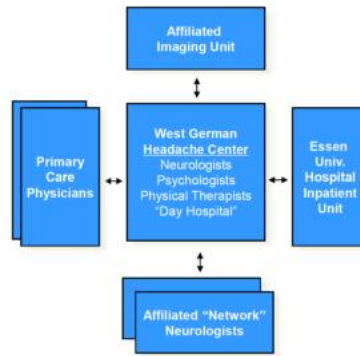 Affiliated
Imaging Unit
West German
Headache Center
Neurologists
Psychologists
Physical Therapists
"Day Hospital"
Primary
Care
Physicians
Essen
Univ.
Hospital
Inpatient
Unit
Affiliated "Network"
Neurologists